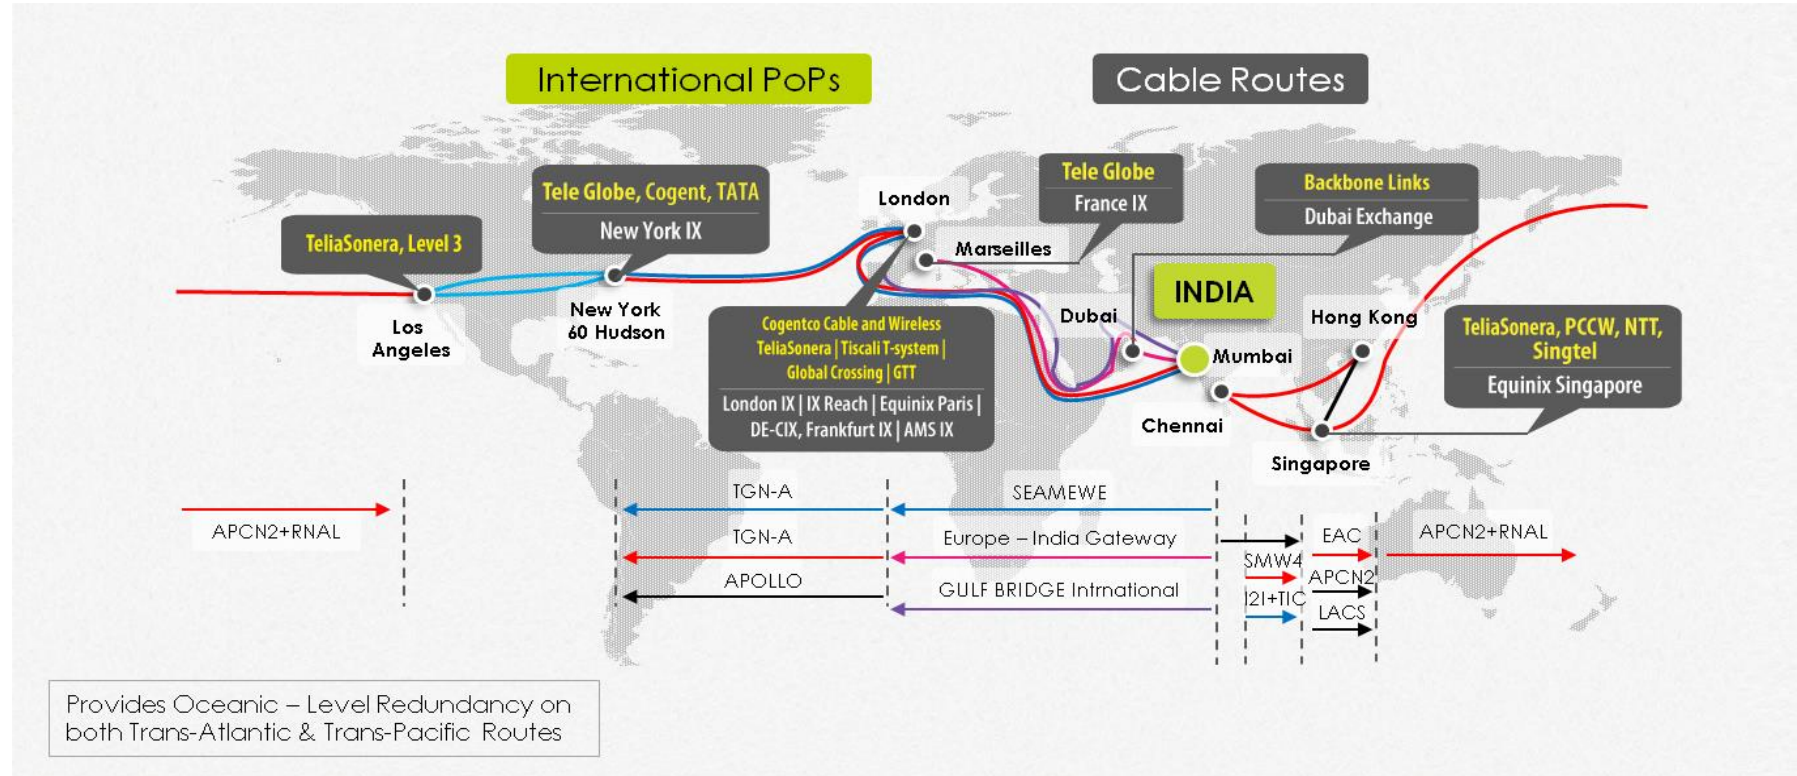 International PoPs
Cable Routes
Tele Globe, Cogent, TATA
New York IX
TeliaSonera, Level 3
London
Tele Globe
France IX
Backbone Links
Dubai Exchange
Marseilles
INDIA
New York
60 Hudson
Los
Angeles
Cogentco Cable and Wireless
TeliaSonera | Tiscali T-system |
Global Crossing | GTT
London IX | IX Reach | Equinix Paris |
DE-CIX, Frankfurt IX | AMS IX
Dubai
Mumbai
Hong Kong
TeliaSonera, PCCW, NTT,
Singtel
Equinix Singapore
Chennai
Singapore
APCN2+RNAL
TGN-A
SEAMEWE
TGN-A
Europe – India Gateway
APOLLO
GULF BRIDGE Intrnational
SMW4
I2I+TIC
EAC
APCN2
LACS
APCN2+RNAL
Provides Oceanic – Level Redundancy on
both Trans-Atlantic & Trans-Pacific Routes